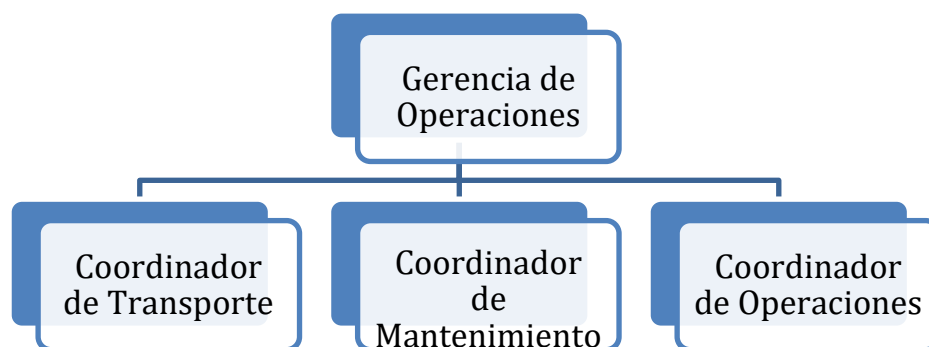 Gerencia de
Operaciones
Coordinador
de Transporte
Coordinador
de
Mantenimiento
Coordinador
de Operaciones